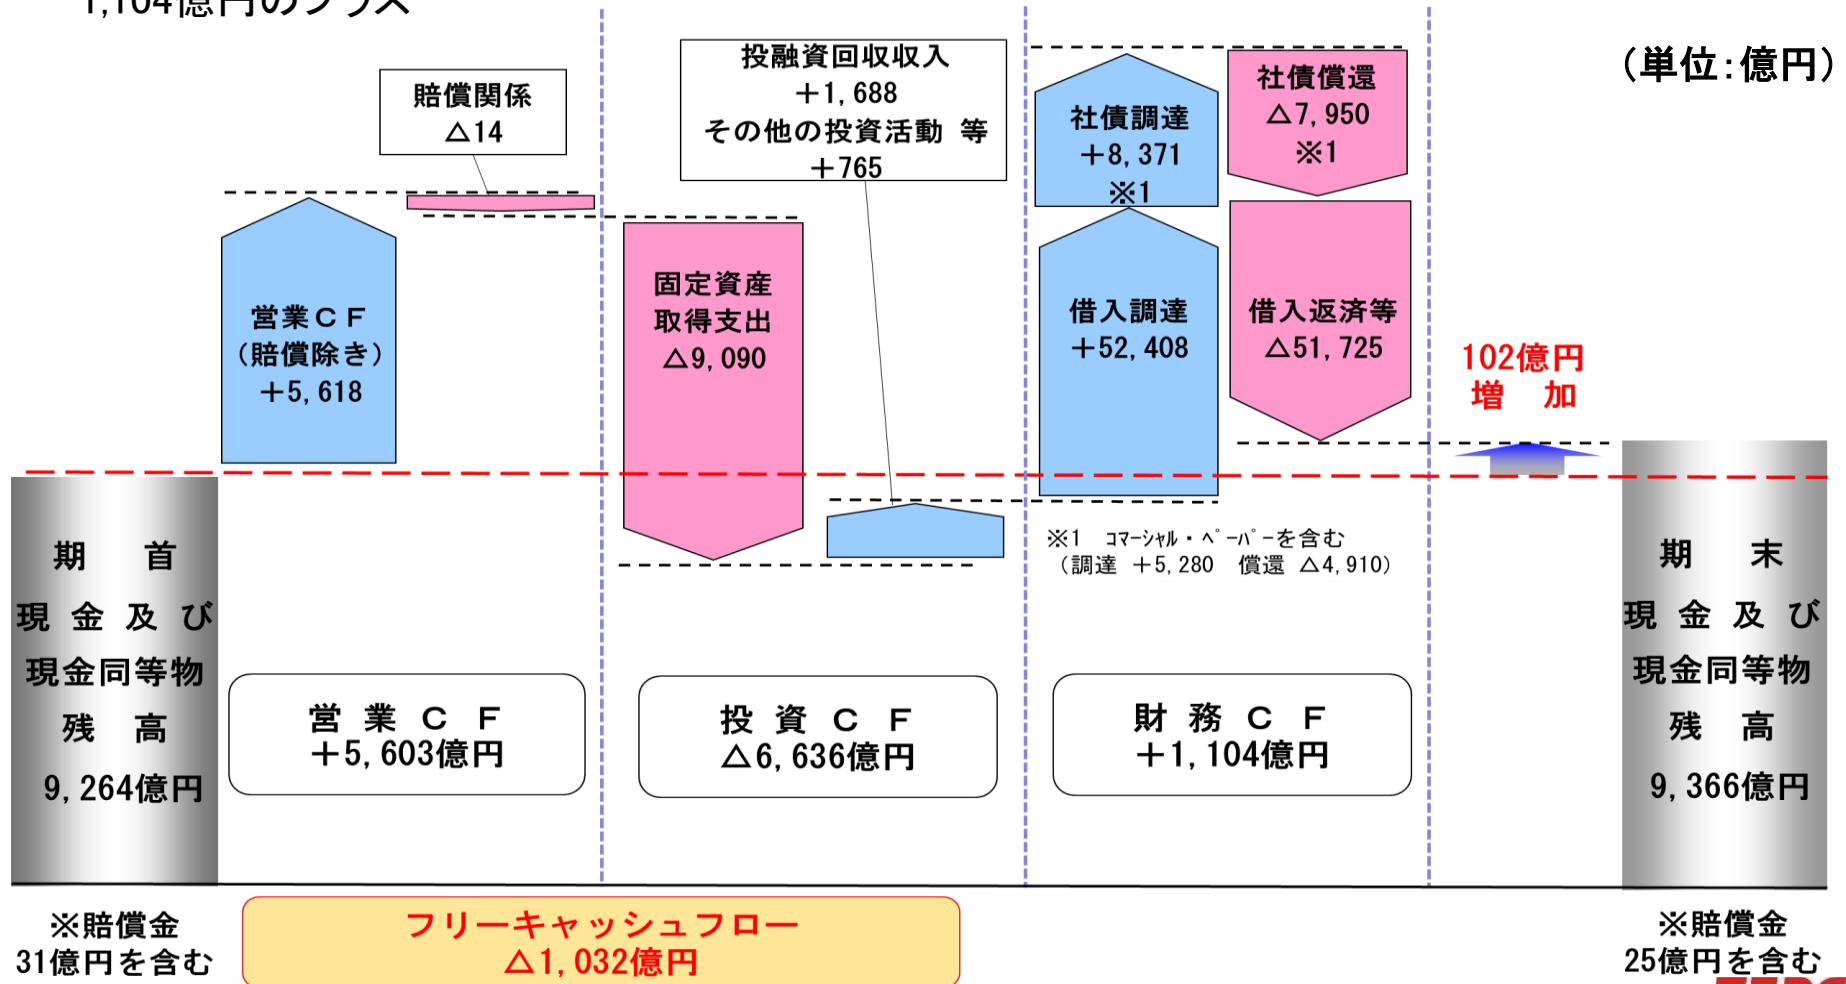 1,104億円のプラス
(単位:億円)
賠償関係
△14
投融資回収収入
+1,688
その他の投資活動 等
+765
社債調達
+8,371
※1
社債償還
△7,950
※1
営業CF
(賠償除き)
+5,618
固定資産
取得支出
△9,090
借入調達
+52,408
借入返済等
△51,725
102億円
増 加
※1 コマーシャル・ペーパーを含む
(調達 +5,280 償還 △4,910)
期 首
現 金 及 び
現金同等物
残 高
9,264億円
営 業 C F
+5,603億円
投 資 C F
△6,636億円
財 務 C F
+1,104億円
期 末
現 金 及 び
現金同等物
残 高
9,366億円
※賠償金
31億円を含む
フリーキャッシュフロー
△1,032億円
※賠償金
25億円を含む